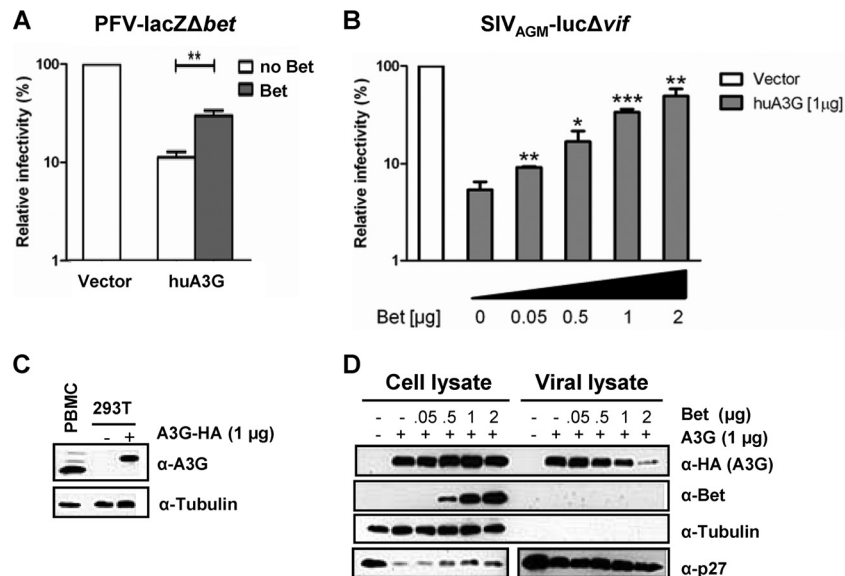 A
PFV-lacZΔbet
Relative infectivity (%)
100
10
1
**
no Bet
Bet
Vector
huA3G
B
SIVAGM-lucΔvif
Relative infectivity (%)
100
10
1
**
*
***
**
Vector
huA3G [1µg]
Bet [µg] 0 0.05 0.5 1 2
C
PBMC
293T
- + A3G-HA (1 µg)
α-A3G
α-Tubulin
D
Cell lysate Viral lysate
- - .05 .5 1 2 - - .05 .5 1 2 Bet (µg)
- + + + + + - + + + + + A3G (1 µg)
α-HA (A3G)
α-Bet
α-Tubulin
α-p27